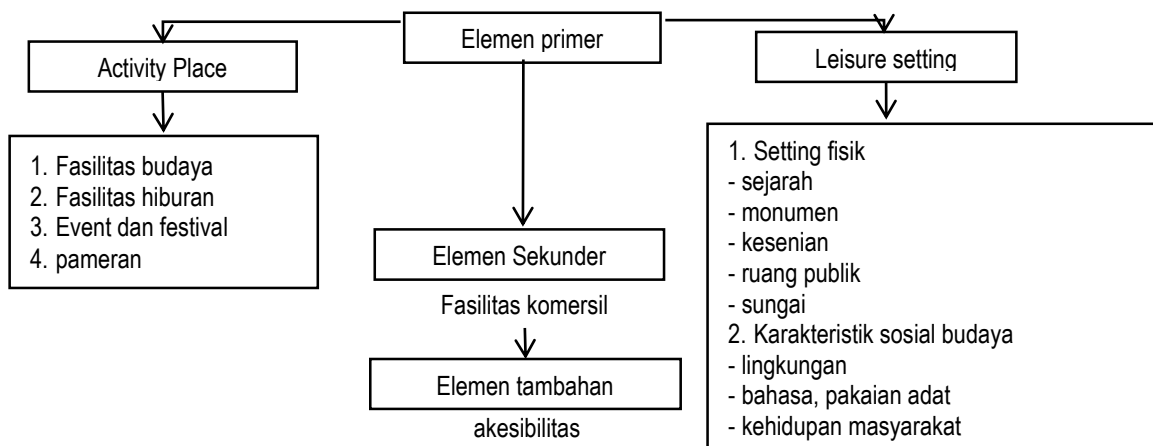 Elemen primer
Activity Place
Leisure setting
1. Fasilitas budaya
2. Fasilitas hiburan
3. Event dan festival
4. pameran
Elemen Sekunder
Fasilitas komersil
Elemen tambahan
akesibilitas
1. Setting fisik
- sejarah
- monumen
- kesenian
- ruang publik
- sungai
2. Karakteristik sosial budaya
- lingkungan
- bahasa, pakaian adat
- kehidupan masyarakat